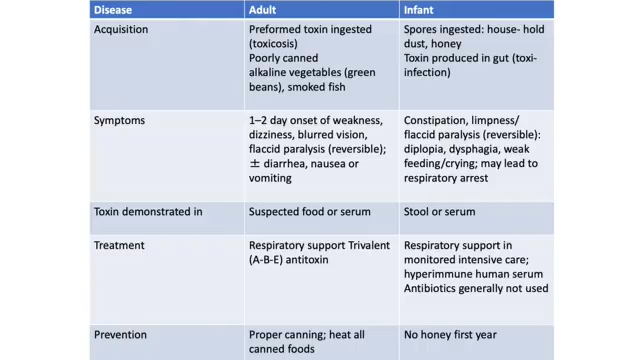 Disease Adult Infant
Acquisition Preformed toxin ingested Spores ingested: house- hold
(toxicosis) dust, honey
Poorly canned Toxin produced in gut (toxi-
alkaline vegetables (green infection)
beans), smoked fish
Symptoms 1–2 day onset of weakness, Constipation, limpness/
dizziness, blurred vision, flaccid paralysis (reversible):
flaccid paralysis (reversible); diplopia, dysphagia, weak
± diarrhea, nausea or feeding/crying; may lead to
vomiting respiratory arrest
Toxin demonstrated in Suspected food or serum Stool or serum
Treatment Respiratory support Trivalent Respiratory support in
(A-B-E) antitoxin monitored intensive care;
hyperimmune human serum
Antibiotics generally not used
Prevention Proper canning; heat all No honey first year
canned foods